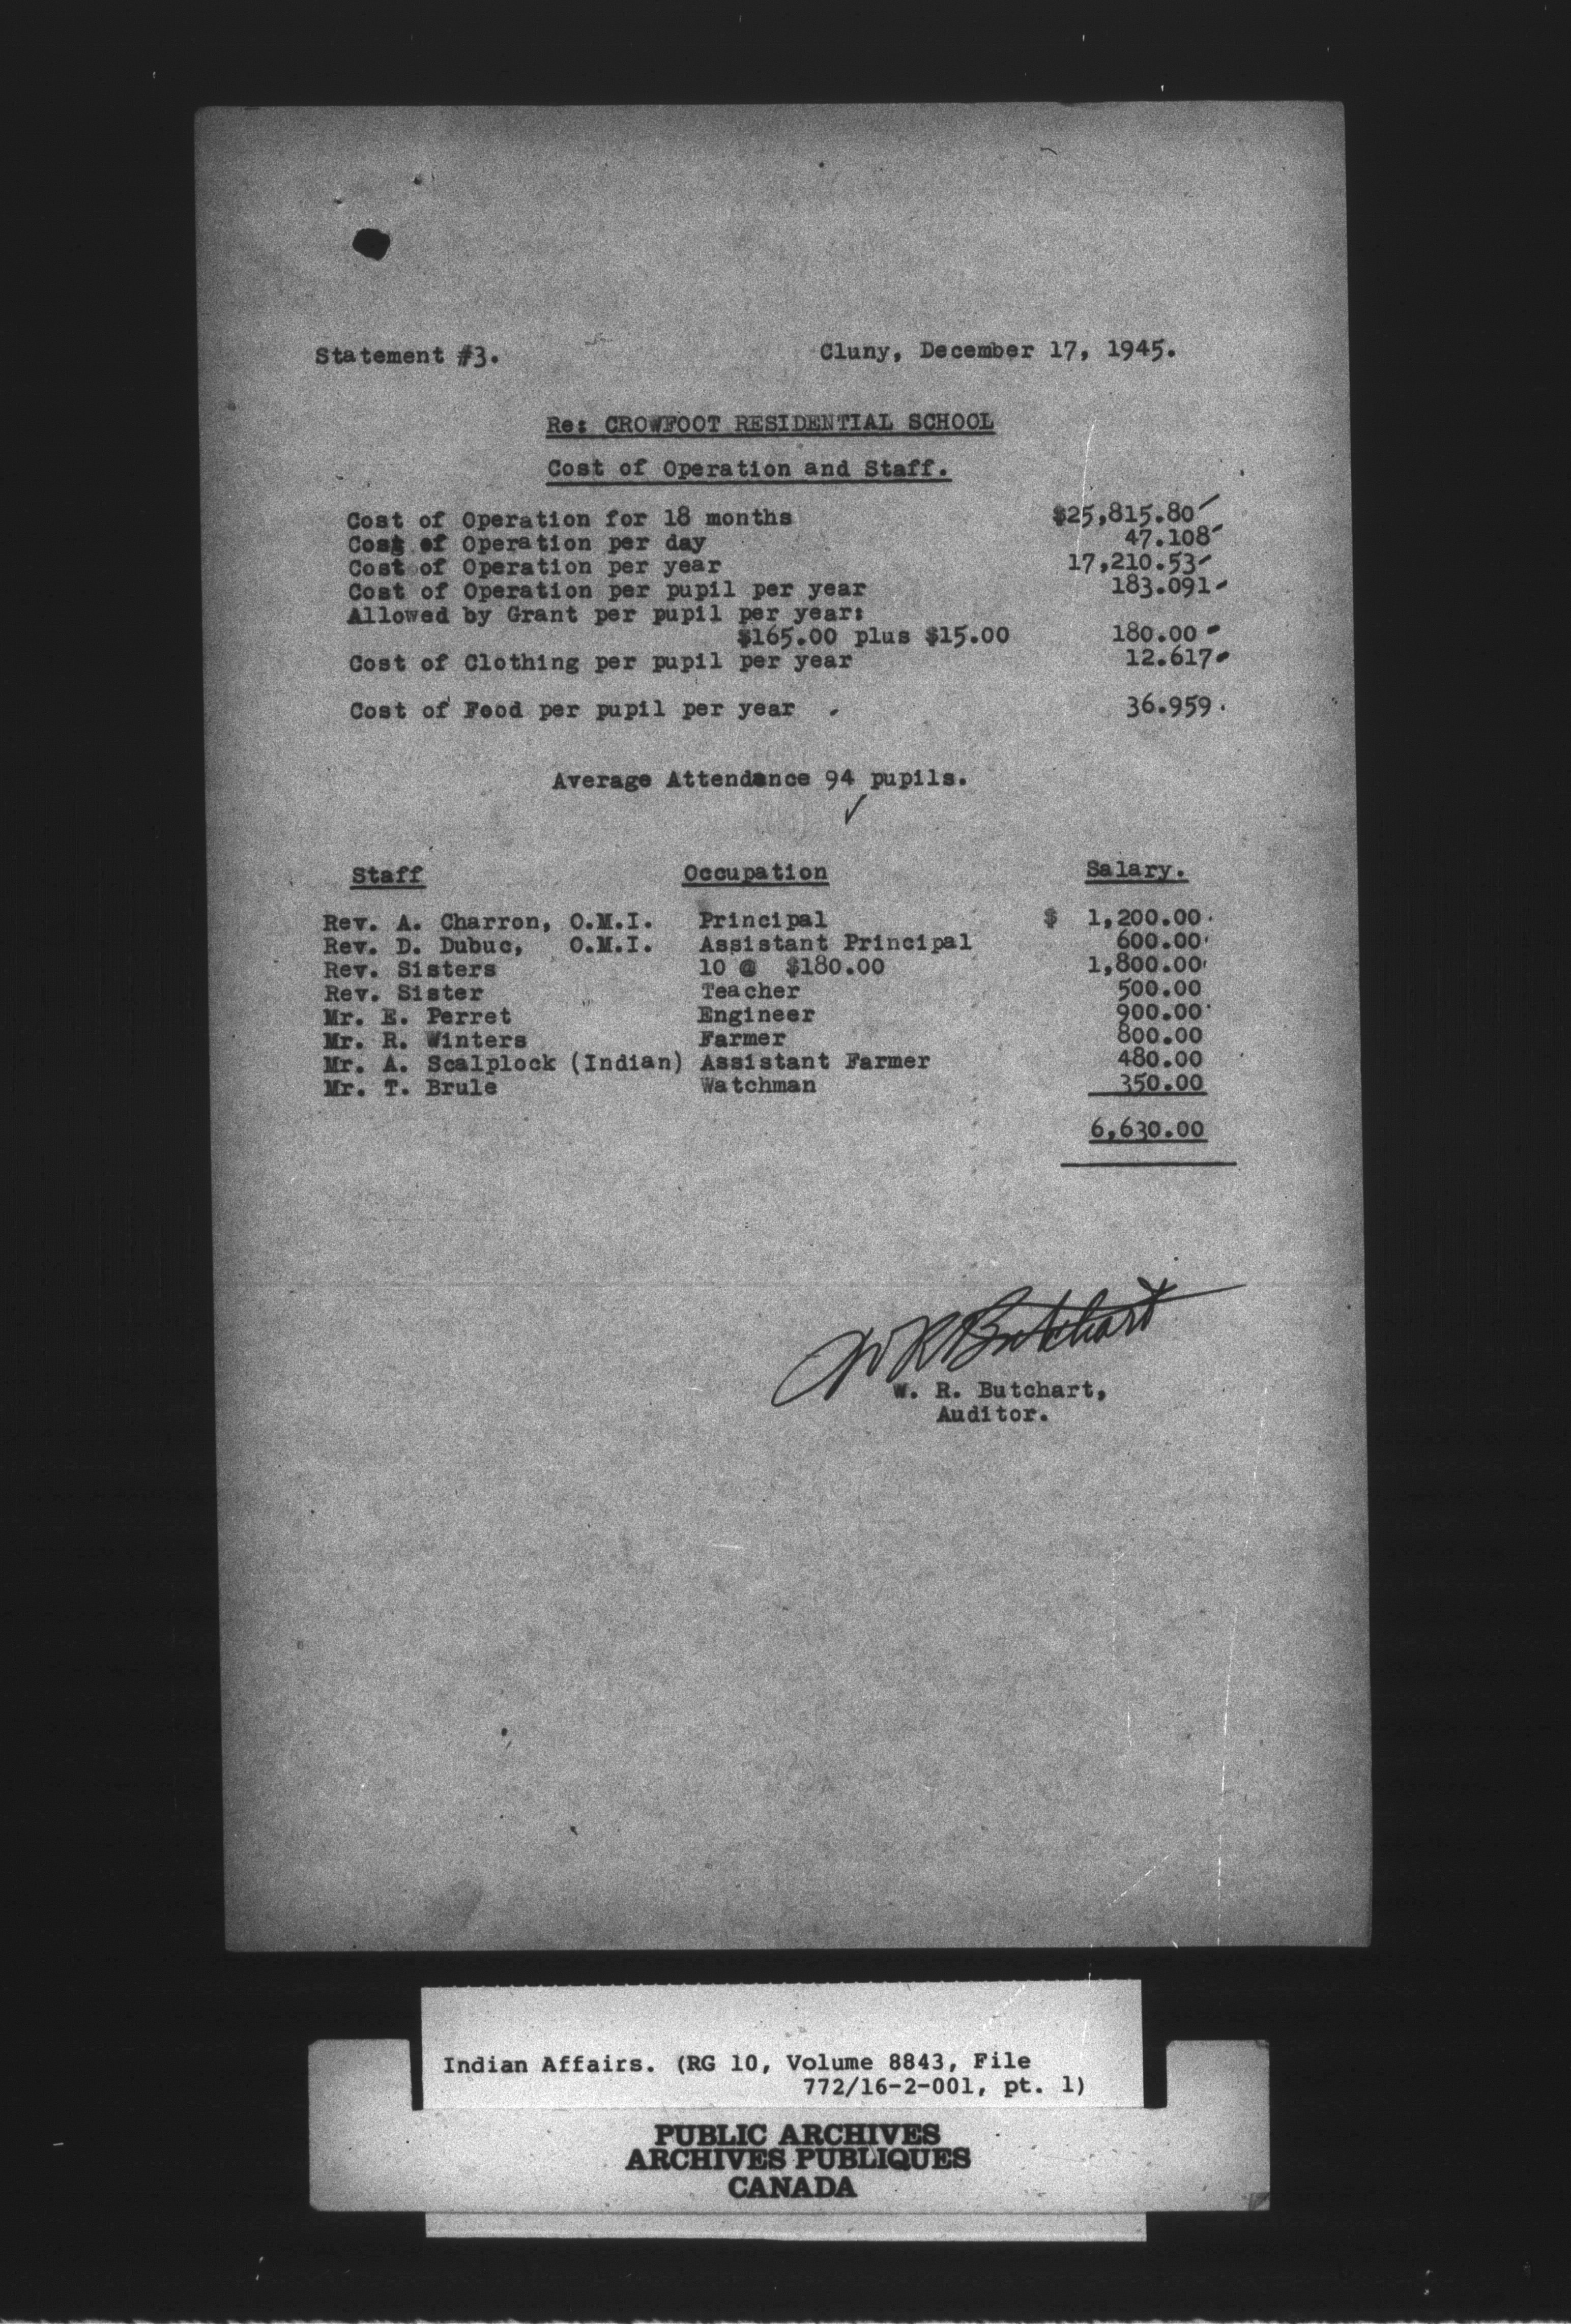 Statement #3. Cluny, December 17, 1945.
Re: CROWFOOT RESIDENTIAL SCHOOL
Cost of Operation and Staff.
Cost of Operation for 18 months $25,815.80
Cost of Operation per day 47.108
Cost of Operation per year 17,210.53
Cost of Operation per pupil per year 183.091
Allowed by Grant per pupil per year:
$165.00 plus $15.00 180.00
Cost of Clothing per pupil per year 12.617
Cost of Food per pupil per year 36.959
Average Attendance 94 pupils.
Staff Occupation Salary.
Rev. A. Charron, O.M.I. Principal $ 1,200.00
Rev. D. Dubuc, O.M.I. Assistant Principal 600.00
Rev. Sisters 10 @ $180.00 1,800.00
Rev. Sister Teacher 500.00
Mr. E. Perret Engineer 900.00
Mr. R. Winters Farmer 800.00
Mr. A. Scalplock (Indian) Assistant Farmer 480.00
Mr. T. Brule Watchman 350.00
6,630.00
W R Butchart
W. R. Butchart,
Auditor.
Indian Affairs. (RG 10, Volume 8843, File
772/16-2-001, pt. 1)
PUBLIC ARCHIVES
ARCHIVES PUBLIQUES
CANADA